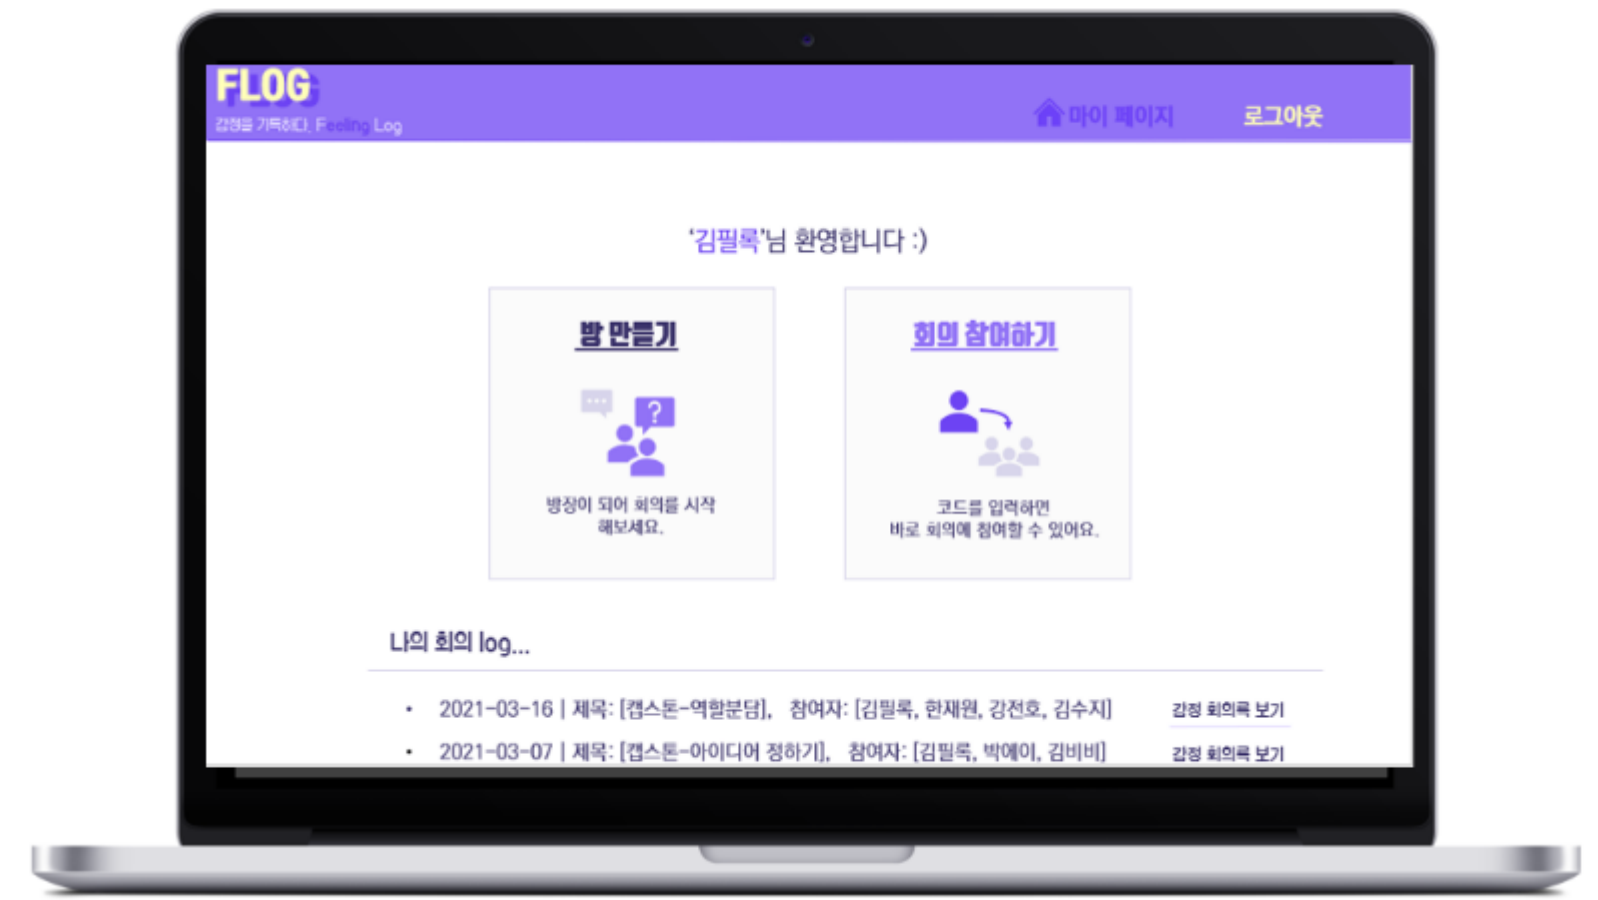 FLOG
감정을 기록하다. Feeling Log
마이 페이지
로그아웃
‘김필록’님 환영합니다 :)
방 만들기
?
방장이 되어 회의를 시작
해보세요.
회의 참여하기
코드를 입력하면
바로 회의에 참여할 수 있어요.
나의 회의 log...
• 2021-03-16 | 제목: [캡스톤-역할분담], 참여자: [김필록, 한재원, 강전호, 김수지] 감정 회의록 보기
• 2021-03-07 | 제목: [캡스톤-아이디어 정하기], 참여자: [김필록, 박에이, 김비비] 감정 회의록 보기